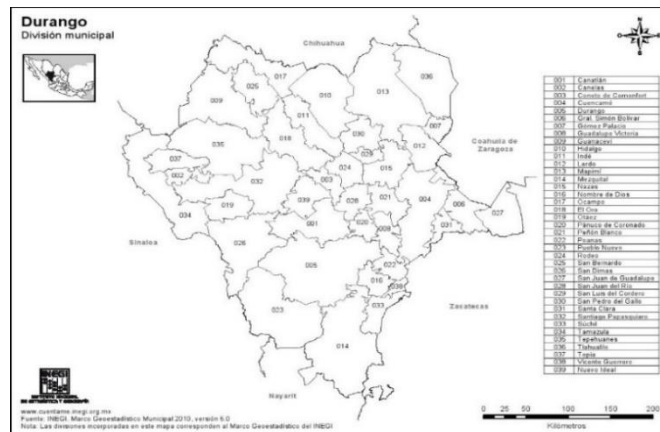 Durango
División municipal
Chihuahua
Coahuila de
Zaragoza
Sinaloa
Zacatecas
Nayarit
017
036
025
013
009
010
011
007
030
018
035
012
029
037
024
015
002
032
003
004
039
028
021
006
019
027
034
001
020
008
031
026
005
022
016
038
033
023
014
001 Canatlán
002 Canelas
003 Coneto de Comonfort
004 Cuencamé
005 Durango
006 Gral. Simón Bolívar
007 Gómez Palacio
008 Guadalupe Victoria
009 Guanaceví
010 Hidalgo
011 Indé
012 Lerdo
013 Mapimí
014 Mezquital
015 Nazas
016 Nombre de Dios
017 Ocampo
018 El Oro
019 Otáez
020 Pánuco de Coronado
021 Peñón Blanco
022 Poanas
023 Pueblo Nuevo
024 Rodeo
025 San Bernardo
026 San Dimas
027 San Juan de Guadalupe
028 San Juan del Río
029 San Luis del Cordero
030 San Pedro del Gallo
031 Santa Clara
032 Santiago Papasquiaro
033 Súchil
034 Tamazula
035 Tepehuanes
036 Tlahualilo
037 Topia
038 Vicente Guerrero
039 Nuevo Ideal
INEGI
www.cuentame.inegi.org.mx
Fuente: INEGI. Marco Geoestadístico Municipal 2010, versión 5.0
Nota: Las divisiones incorporadas en este mapa corresponden al Marco Geoestadístico del INEGI
0 50 100 150 200
Kilómetros